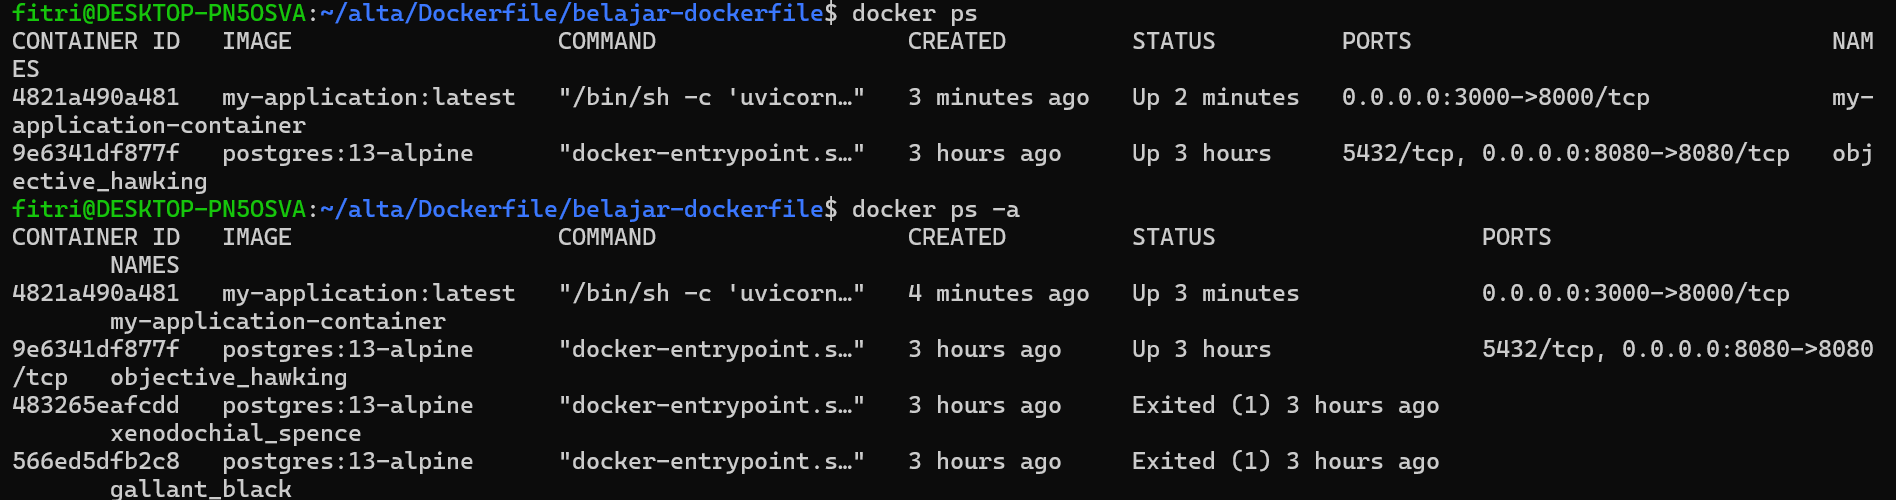 fitri@DESKTOP-PN5OSVA:~/alta/Dockerfile/belajar-dockerfile$ docker ps
CONTAINER ID   IMAGE                   COMMAND                  CREATED         STATUS         PORTS                              NAM
ES
4821a490a481   my-application:latest   "/bin/sh -c 'uvicorn…"   3 minutes ago   Up 2 minutes   0.0.0.0:3000->8000/tcp             my-
application-container
9e6341df877f   postgres:13-alpine      "docker-entrypoint.s…"   3 hours ago     Up 3 hours     5432/tcp, 0.0.0.0:8080->8080/tcp   obj
ective_hawking
fitri@DESKTOP-PN5OSVA:~/alta/Dockerfile/belajar-dockerfile$ docker ps -a
CONTAINER ID   IMAGE                   COMMAND                  CREATED         STATUS                   PORTS
       NAMES
4821a490a481   my-application:latest   "/bin/sh -c 'uvicorn…"   4 minutes ago   Up 3 minutes             0.0.0.0:3000->8000/tcp
       my-application-container
9e6341df877f   postgres:13-alpine      "docker-entrypoint.s…"   3 hours ago     Up 3 hours               5432/tcp, 0.0.0.0:8080->8080
/tcp   objective_hawking
483265eafcdd   postgres:13-alpine      "docker-entrypoint.s…"   3 hours ago     Exited (1) 3 hours ago
       xenodochial_spence
566ed5dfb2c8   postgres:13-alpine      "docker-entrypoint.s…"   3 hours ago     Exited (1) 3 hours ago
       gallant_black